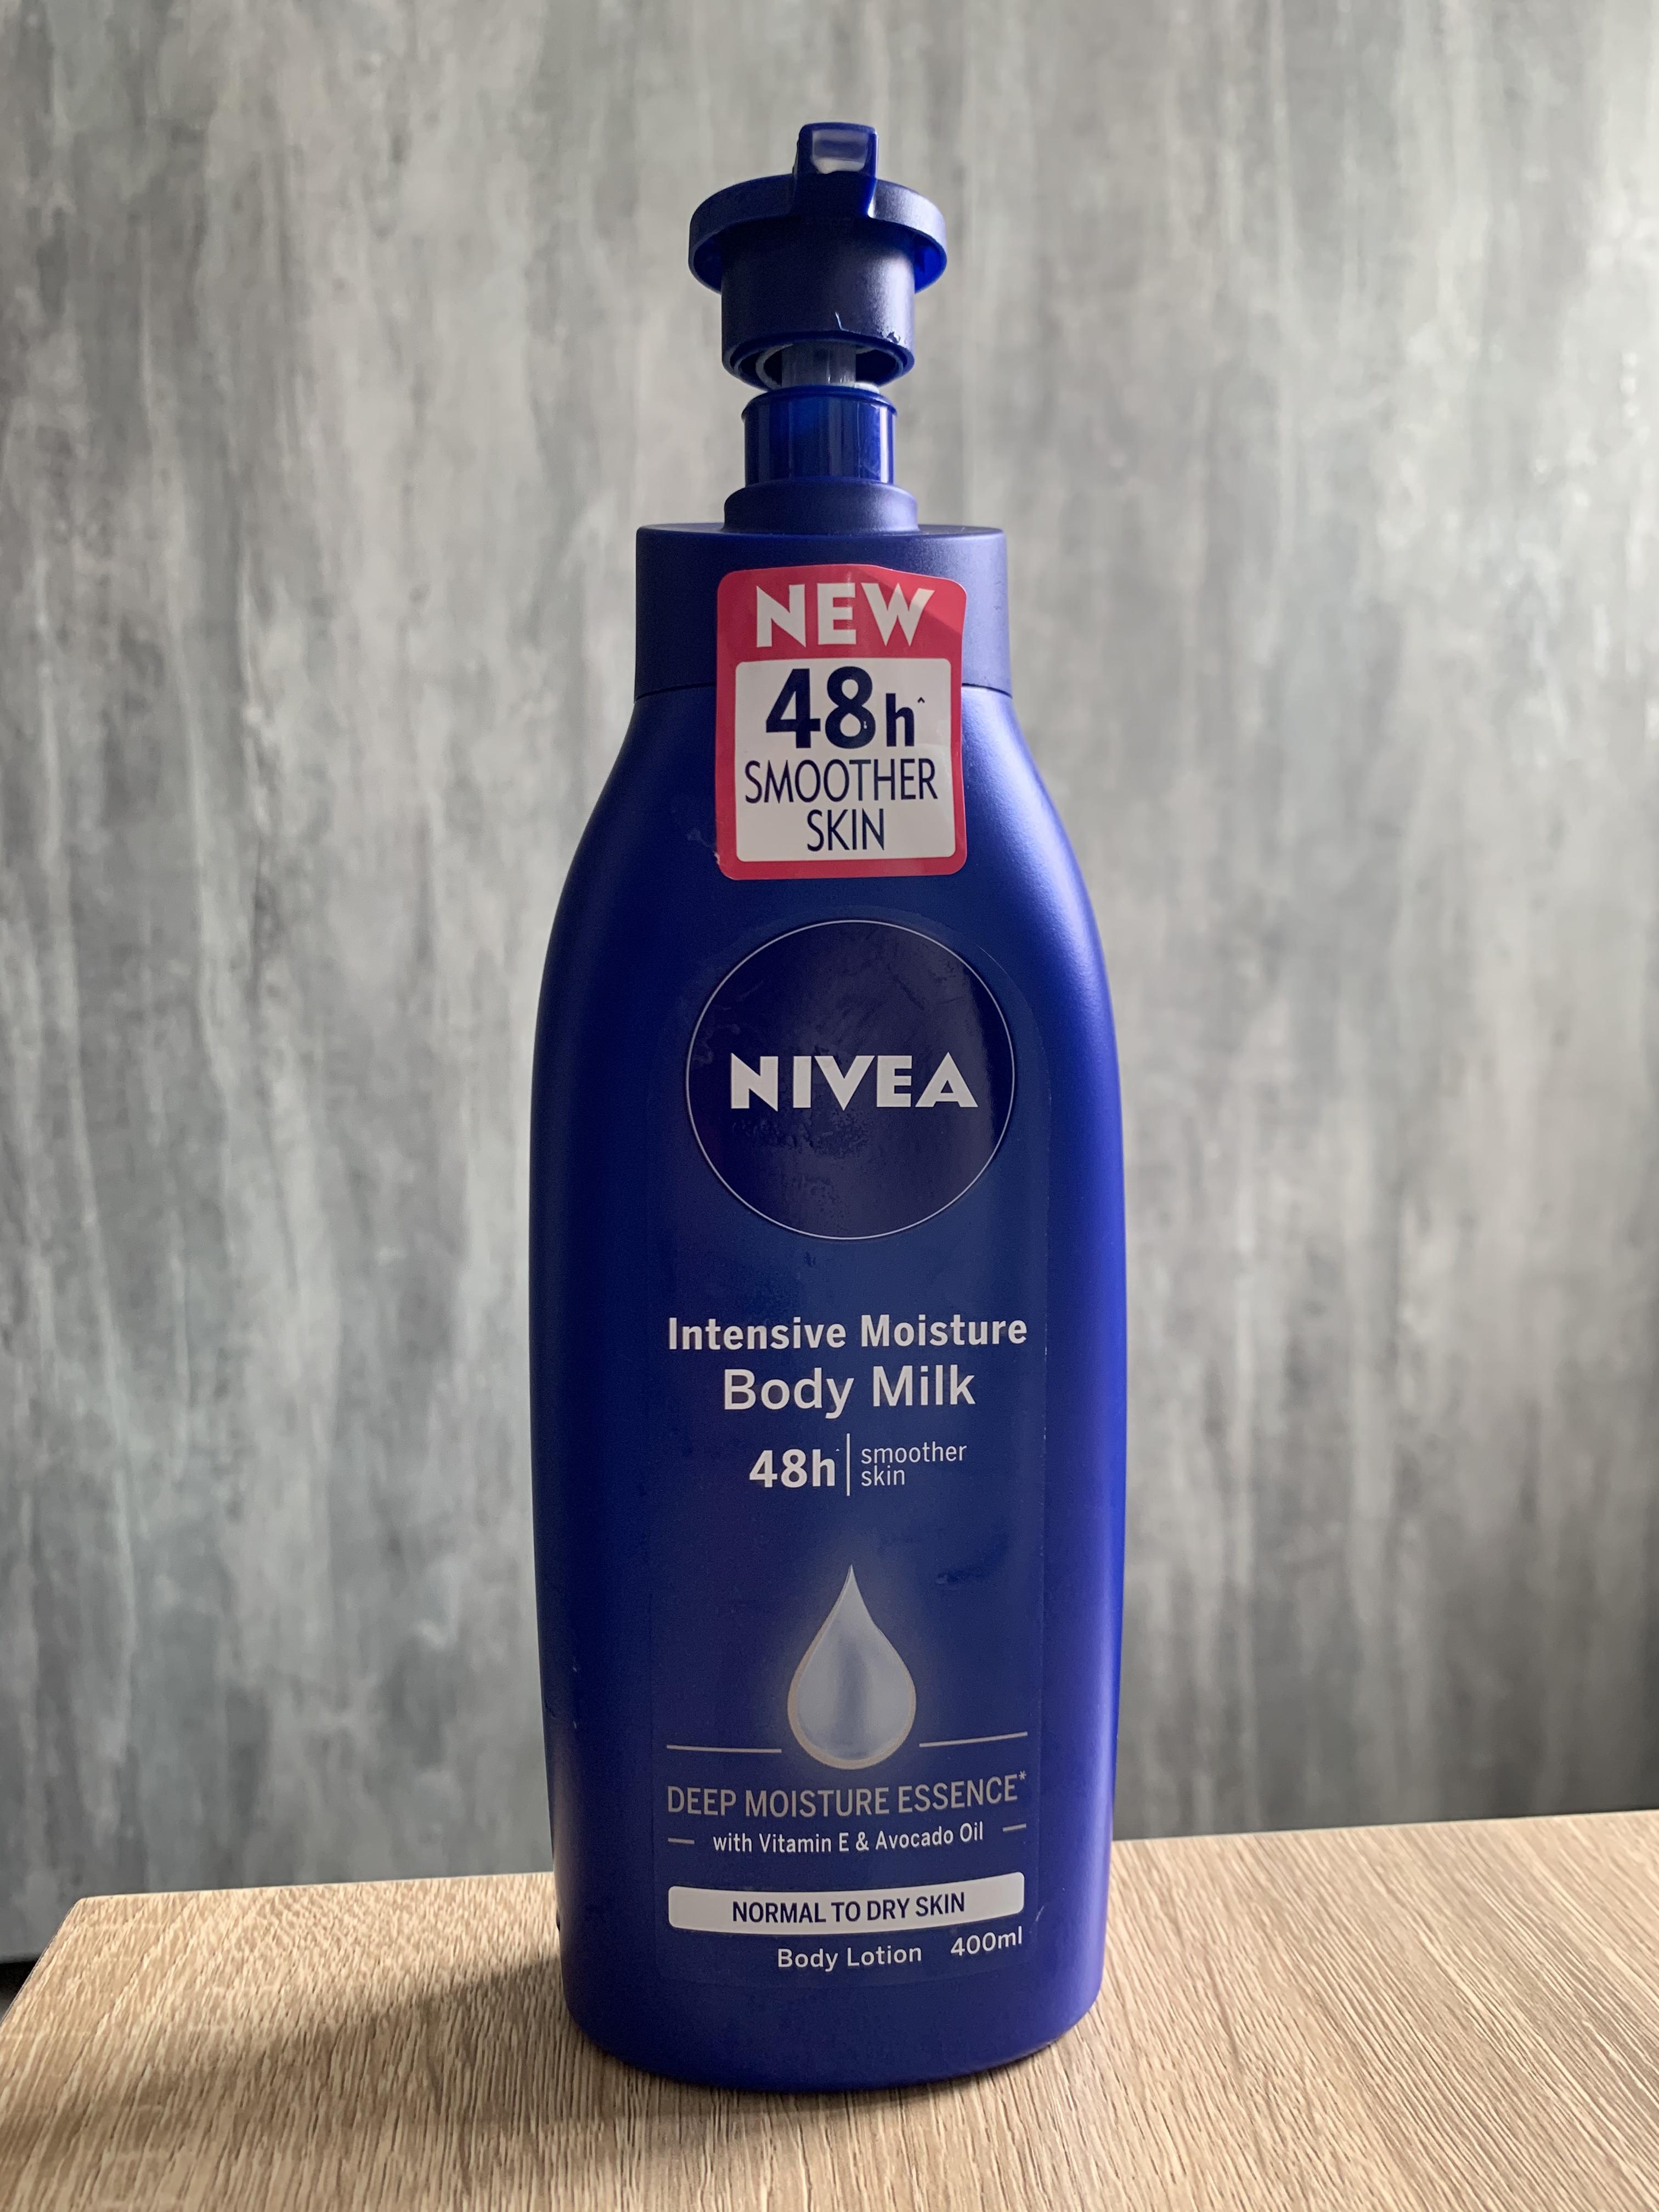 NEW
48h^
SMOOTHER
SKIN
NIVEA
Intensive Moisture
Body Milk
48h^ | smoother
skin
DEEP MOISTURE ESSENCE*
with Vitamin E & Avocado Oil
NORMAL TO DRY SKIN
Body Lotion 400ml